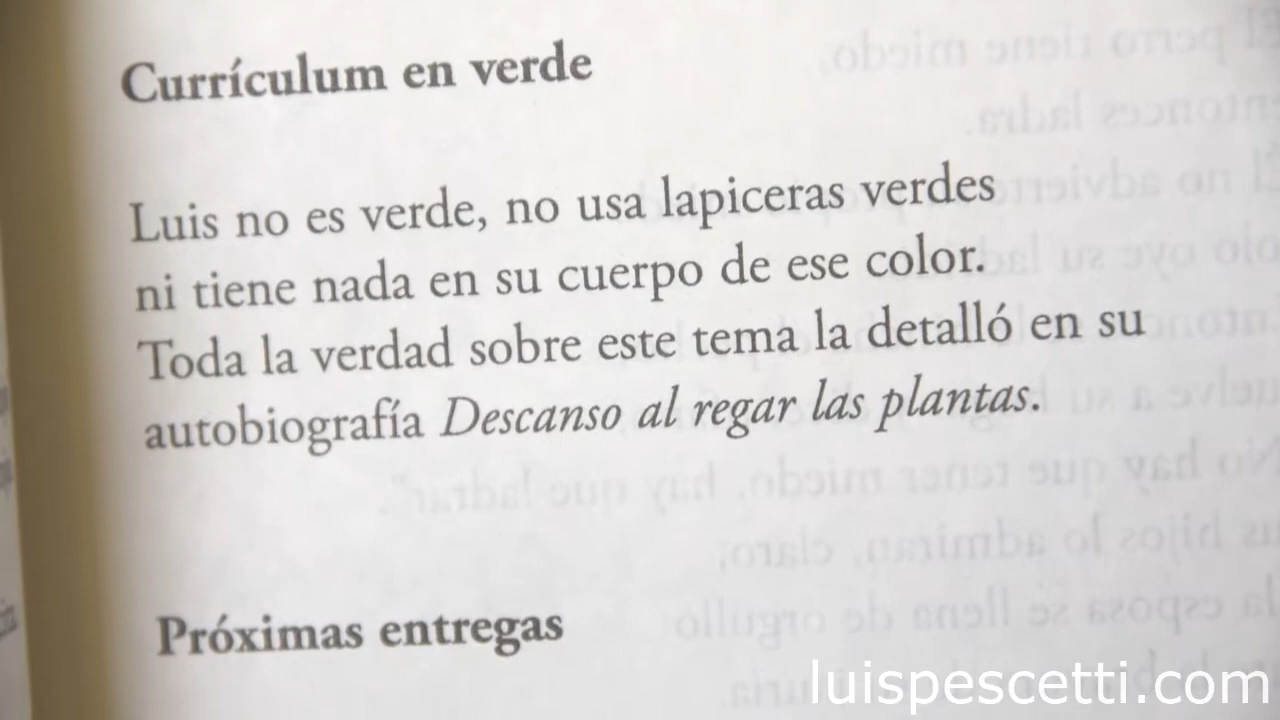 Currículum en verde
Luis no es verde, no usa lapiceras verdes
ni tiene nada en su cuerpo de ese color.
Toda la verdad sobre este tema la detalló en su
autobiografía Descanso al regar las plantas.
Próximas entregas
luispescetti.com